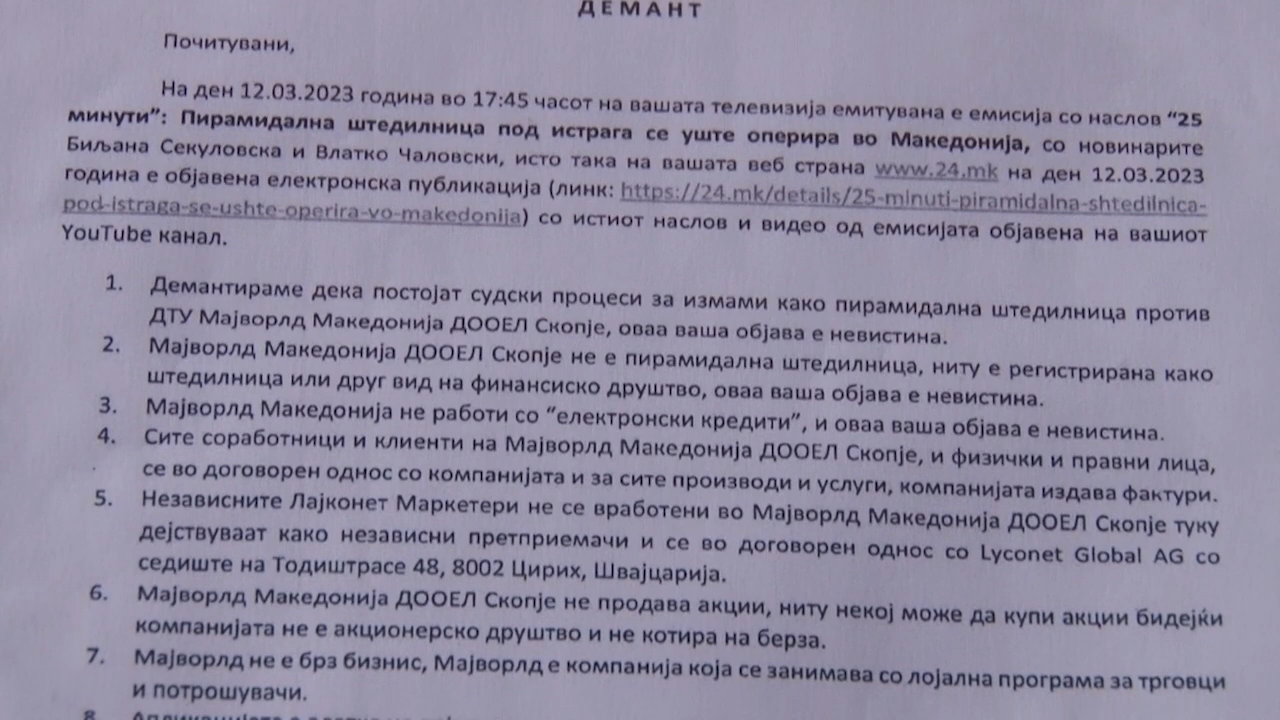 ДЕМАНТ
Почитувани,
На ден 12.03.2023 година во 17:45 часот на вашата телевизија емитувана е емисија со наслов “25
минути”: Пирамидална штедилница под истрага се уште оперира во Македонија, со новинарите
Биљана Секуловска и Влатко Чаловски, исто така на вашата веб страна www.24.mk на ден 12.03.2023
година е објавена електронска публикација (линк: https://24.mk/details/25-minuti-piramidalna-shtedilnica-
pod-istraga-se-ushte-operira-vo-makedonija) со истиот наслов и видео од емисијата објавена на вашиот
YouTube канал.
1. Демантираме дека постојат судски процеси за измами како пирамидална штедилница против
ДТУ Мајворлд Македонија ДООЕЛ Скопје, оваа ваша објава е невистина.
2. Мајворлд Македонија ДООЕЛ Скопје не е пирамидална штедилница, ниту е регистрирана како
штедилница или друг вид на финансиско друштво, оваа ваша објава е невистина.
3. Мајворлд Македонија не работи со “електронски кредити”, и оваа ваша објава е невистина.
4. Сите соработници и клиенти на Мајворлд Македонија ДООЕЛ Скопје, и физички и правни лица,
се во договорен однос со компанијата и за сите производи и услуги, компанијата издава фактури.
5. Независните Лајконет Маркетери не се вработени во Мајворлд Македонија ДООЕЛ Скопје туку
дејствуваат како независни претприемачи и се во договорен однос со Lyconet Global AG со
седиште на Тодиштрасе 48, 8002 Цирих, Швајцарија.
6. Мајворлд Македонија ДООЕЛ Скопје не продава акции, ниту некој може да купи акции бидејќи
компанијата не е акционерско друштво и не котира на берза.
7. Мајворлд не е брз бизнис, Мајворлд е компанија која се занимава со лојална програма за трговци
и потрошувачи.
8.